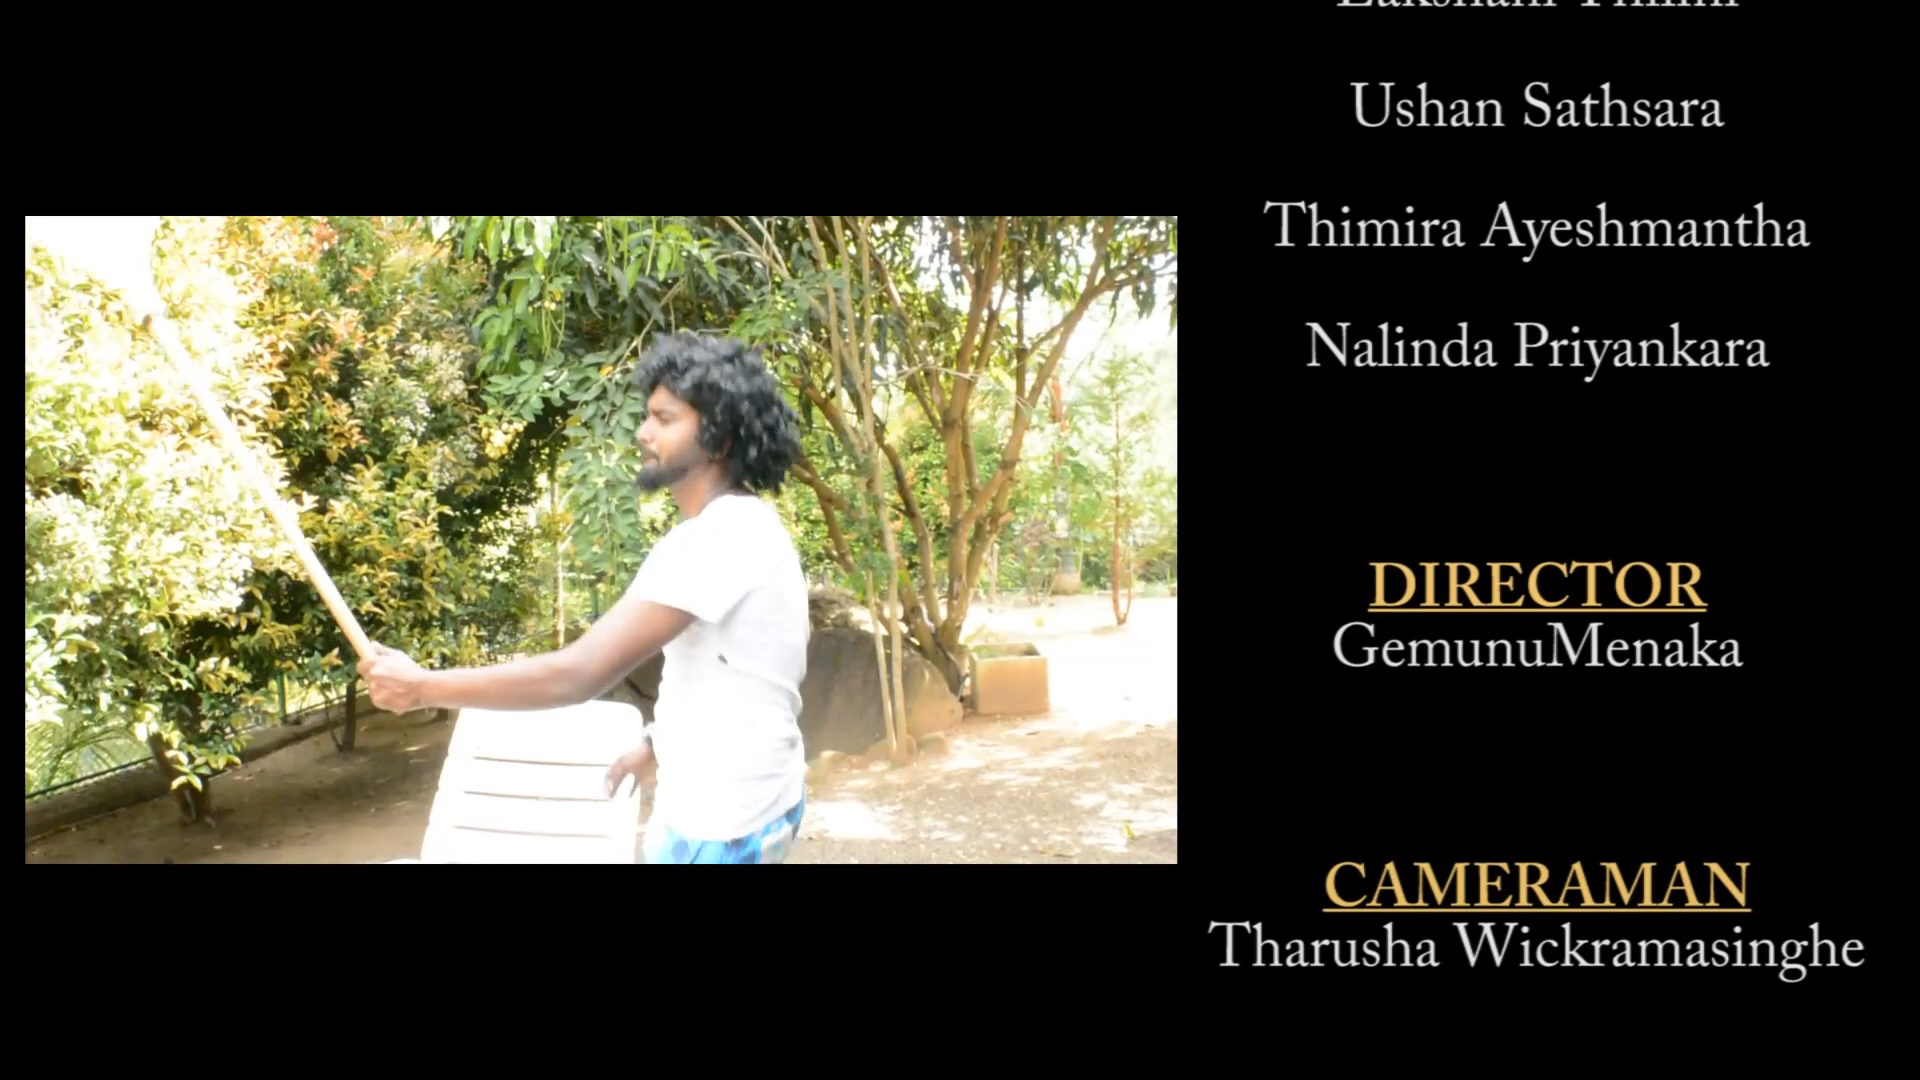 Ushan Sathsara
Thimira Ayeshmantha
Nalinda Priyankara
DIRECTOR
GemunuMenaka
CAMERAMAN
Tharusha Wickramasinghe